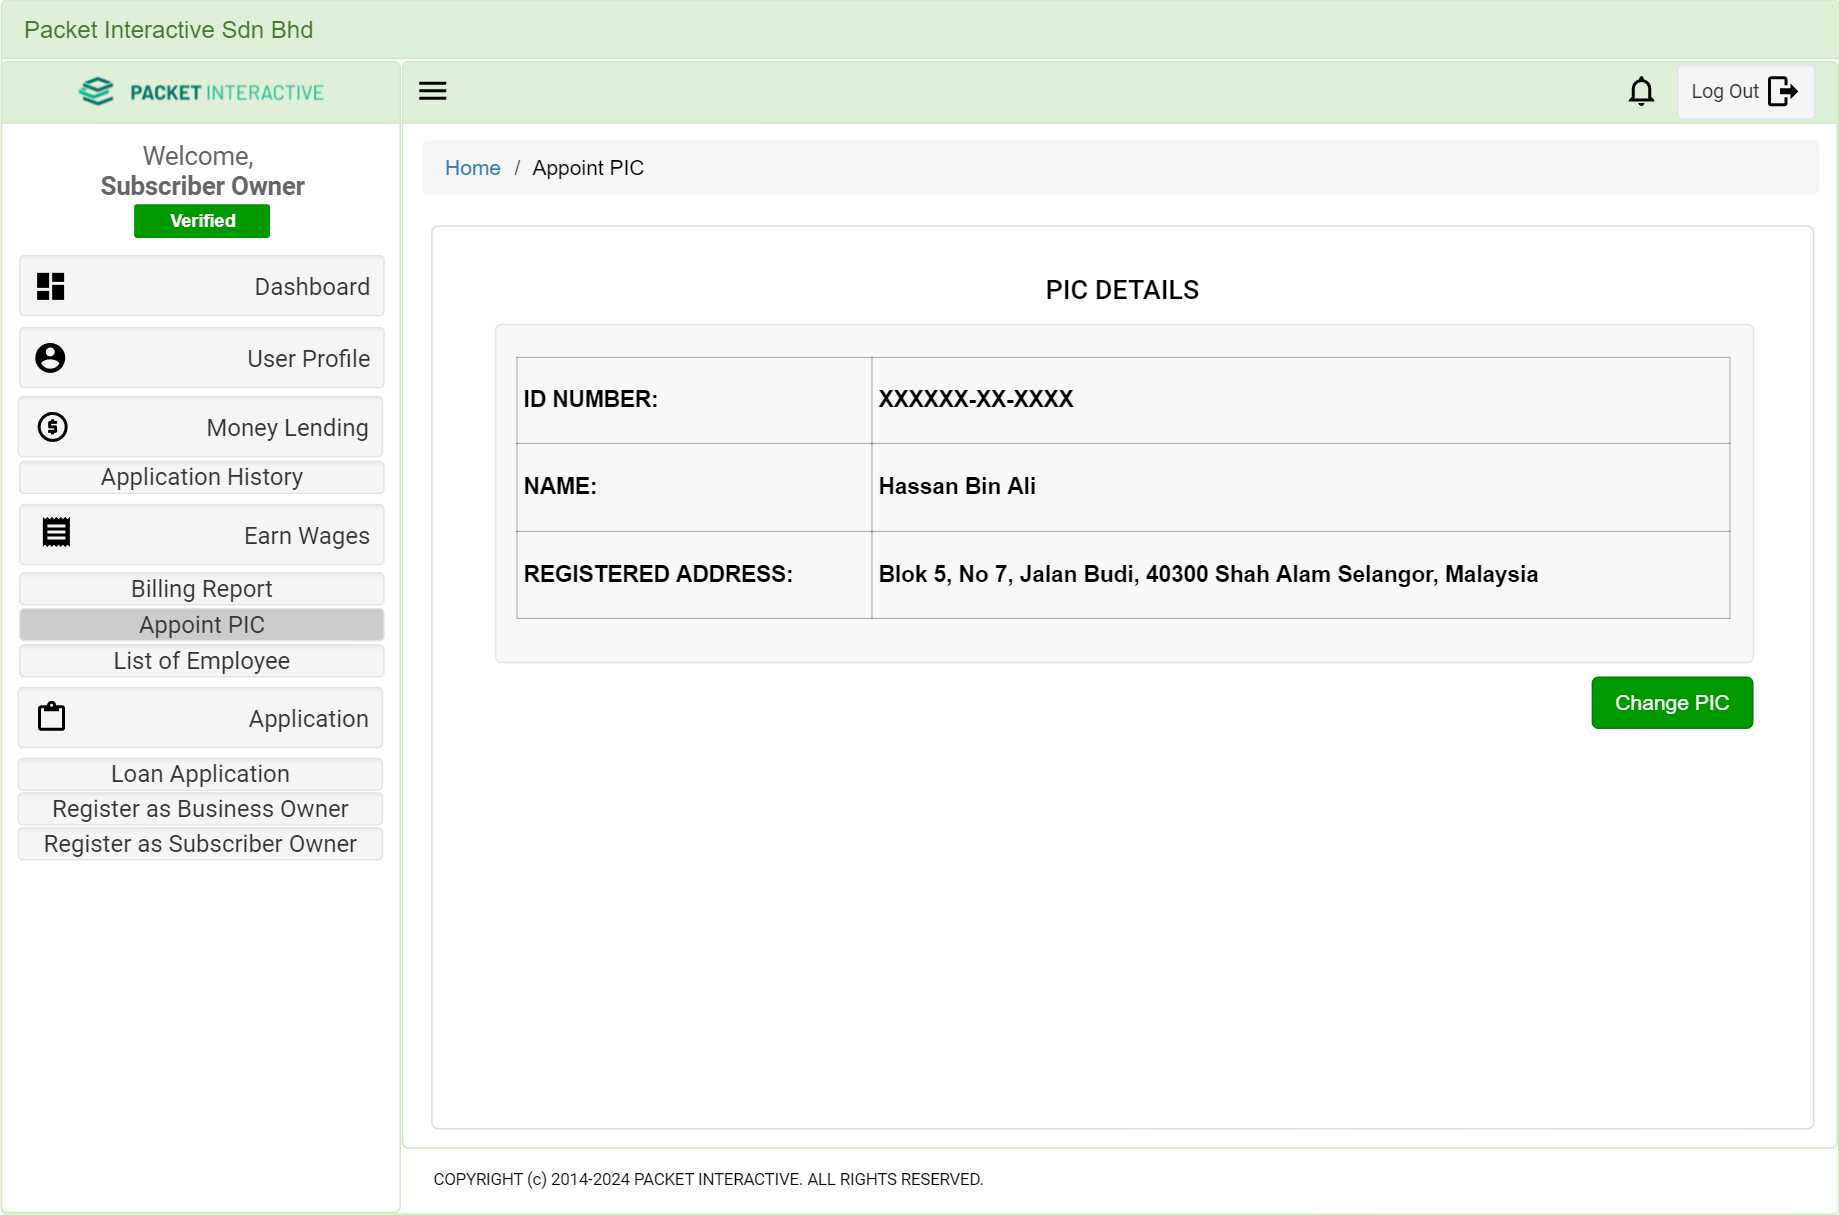 Packet Interactive Sdn Bhd
PACKET INTERACTIVE
Log Out
Welcome,
Subscriber Owner
Verified
Dashboard
User Profile
Money Lending
Application History
Earn Wages
Billing Report
Appoint PIC
List of Employee
Application
Loan Application
Register as Business Owner
Register as Subscriber Owner
Home / Appoint PIC
PIC DETAILS
ID NUMBER: XXXXXX-XX-XXXX
NAME: Hassan Bin Ali
REGISTERED ADDRESS: Blok 5, No 7, Jalan Budi, 40300 Shah Alam Selangor, Malaysia
Change PIC
COPYRIGHT (c) 2014-2024 PACKET INTERACTIVE. ALL RIGHTS RESERVED.